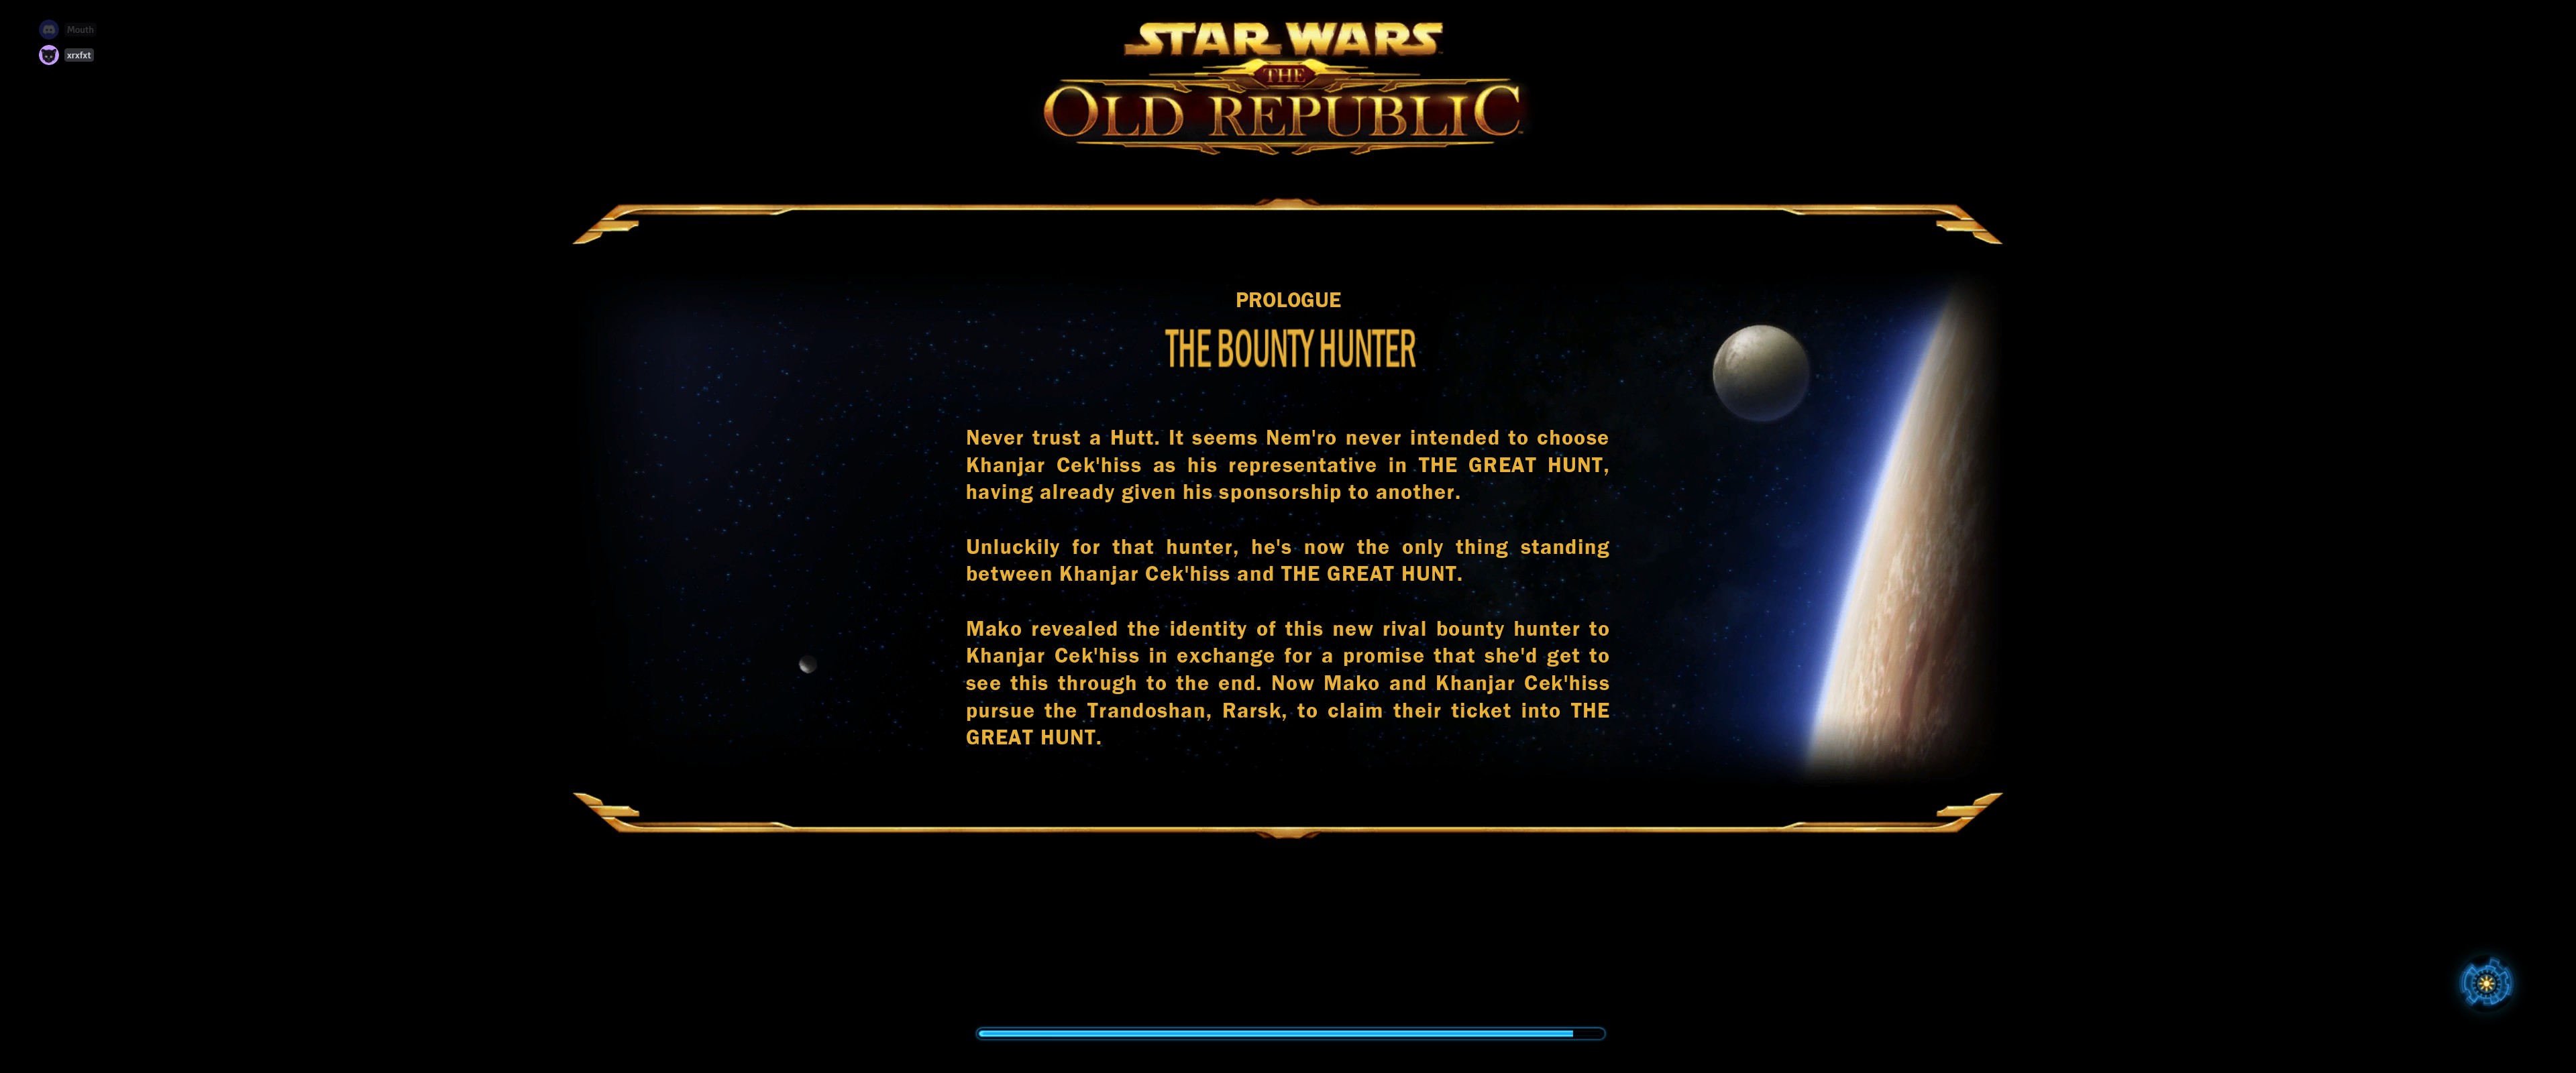 Mouth
xrxfxt
STAR WARS
THE
OLD REPUBLIC
PROLOGUE
THE BOUNTY HUNTER
Never trust a Hutt. It seems Nem'ro never intended to choose
Khanjar Cek'hiss as his representative in THE GREAT HUNT,
having already given his sponsorship to another.
Unluckily for that hunter, he's now the only thing standing
between Khanjar Cek'hiss and THE GREAT HUNT.
Mako revealed the identity of this new rival bounty hunter to
Khanjar Cek'hiss in exchange for a promise that she'd get to
see this through to the end. Now Mako and Khanjar Cek'hiss
pursue the Trandoshan, Rarsk, to claim their ticket into THE
GREAT HUNT.